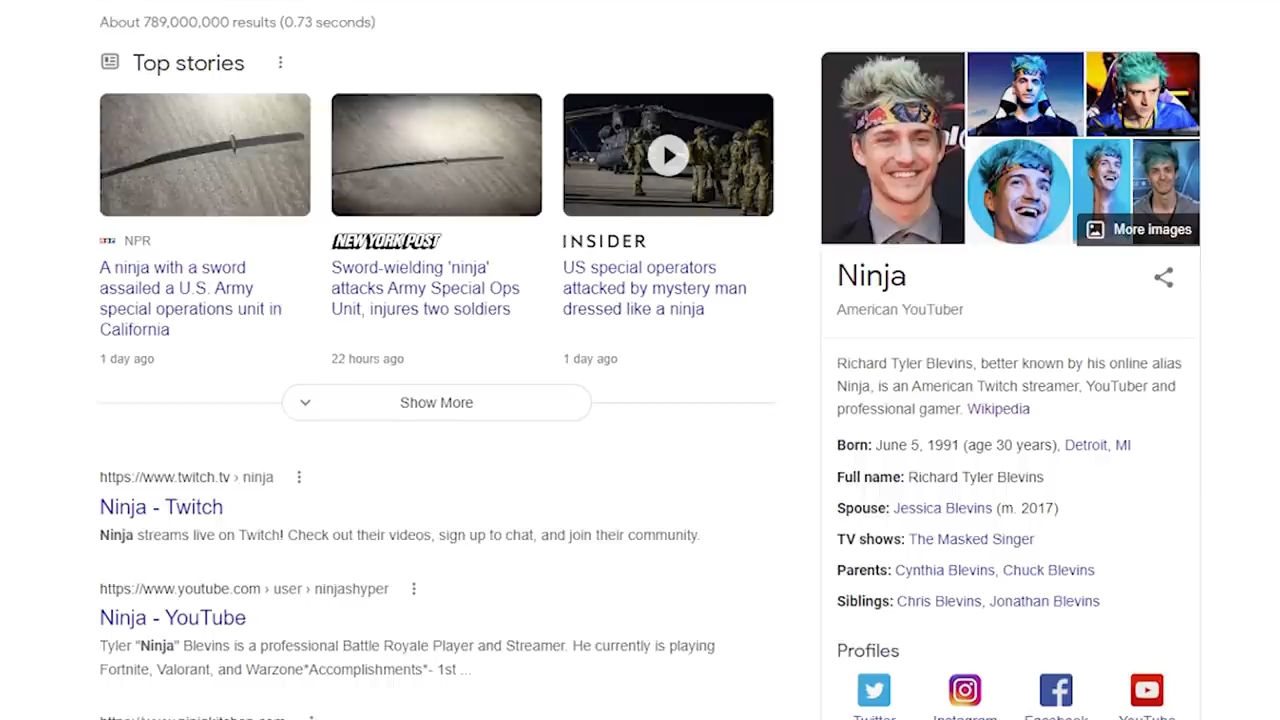 About 789,000,000 results (0.73 seconds)
Top stories
NPR
A ninja with a sword
assailed a U.S. Army
special operations unit in
California
1 day ago
NEW YORK POST
Sword-wielding 'ninja'
attacks Army Special Ops
Unit, injures two soldiers
22 hours ago
INSIDER
US special operators
attacked by mystery man
dressed like a ninja
1 day ago
Show More
https://www.twitch.tv › ninja
Ninja - Twitch
Ninja streams live on Twitch! Check out their videos, sign up to chat, and join their community.
https://www.youtube.com › user › ninjashyper
Ninja - YouTube
Tyler "Ninja" Blevins is a professional Battle Royale Player and Streamer. He currently is playing
Fortnite, Valorant, and Warzone*Accomplishments*- 1st ...
https://www.ninjakitchen.com
More images
Ninja
American YouTuber
Richard Tyler Blevins, better known by his online alias
Ninja, is an American Twitch streamer, YouTuber and
professional gamer. Wikipedia
Born: June 5, 1991 (age 30 years), Detroit, MI
Full name: Richard Tyler Blevins
Spouse: Jessica Blevins (m. 2017)
TV shows: The Masked Singer
Parents: Cynthia Blevins, Chuck Blevins
Siblings: Chris Blevins, Jonathan Blevins
Profiles
Twitter Instagram Facebook YouTube